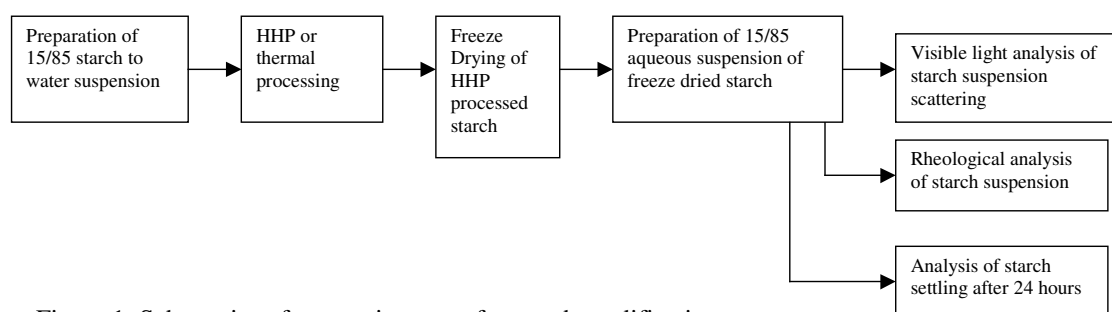 Preparation of
15/85 starch to
water suspension
HHP or
thermal
processing
Freeze
Drying of
HHP
processed
starch
Preparation of 15/85
aqueous suspension of
freeze dried starch
Visible light analysis of
starch suspension
scattering
Rheological analysis
of starch suspension
Analysis of starch
settling after 24 hours